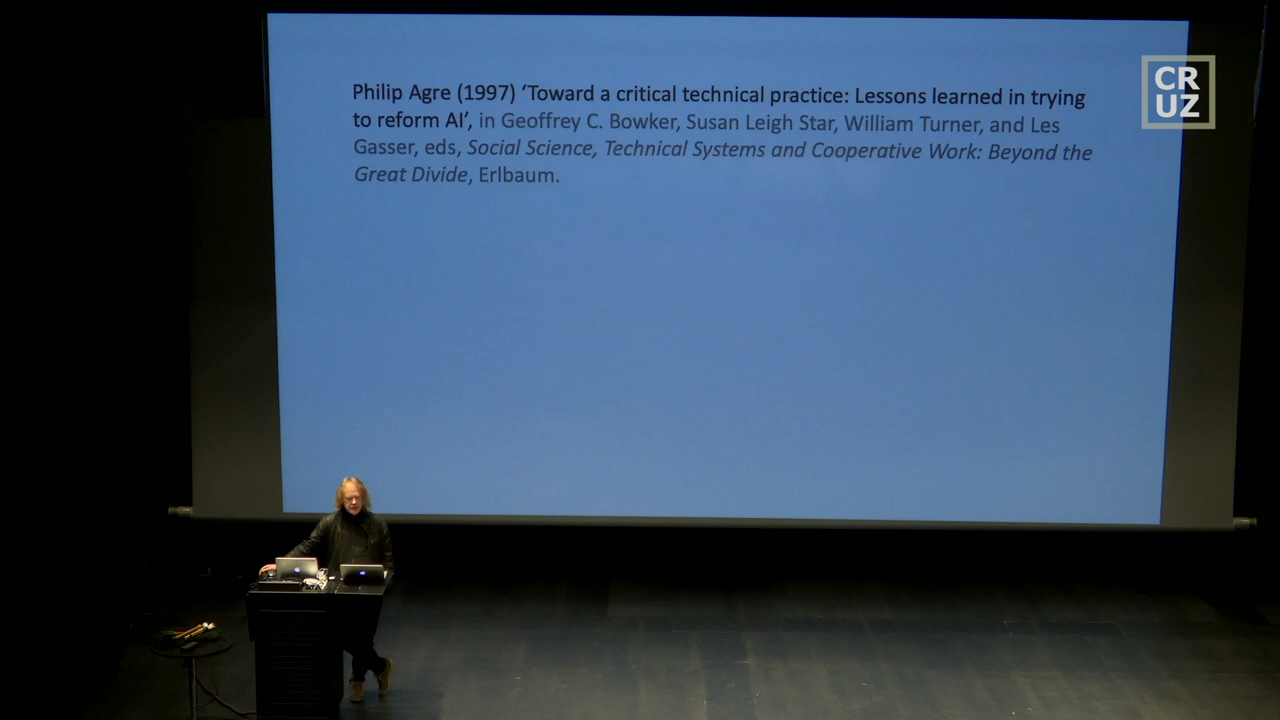 Philip Agre (1997) ‘Toward a critical technical practice: Lessons learned in trying
to reform AI’, in Geoffrey C. Bowker, Susan Leigh Star, William Turner, and Les
Gasser, eds, Social Science, Technical Systems and Cooperative Work: Beyond the
Great Divide, Erlbaum.
CR
UZ